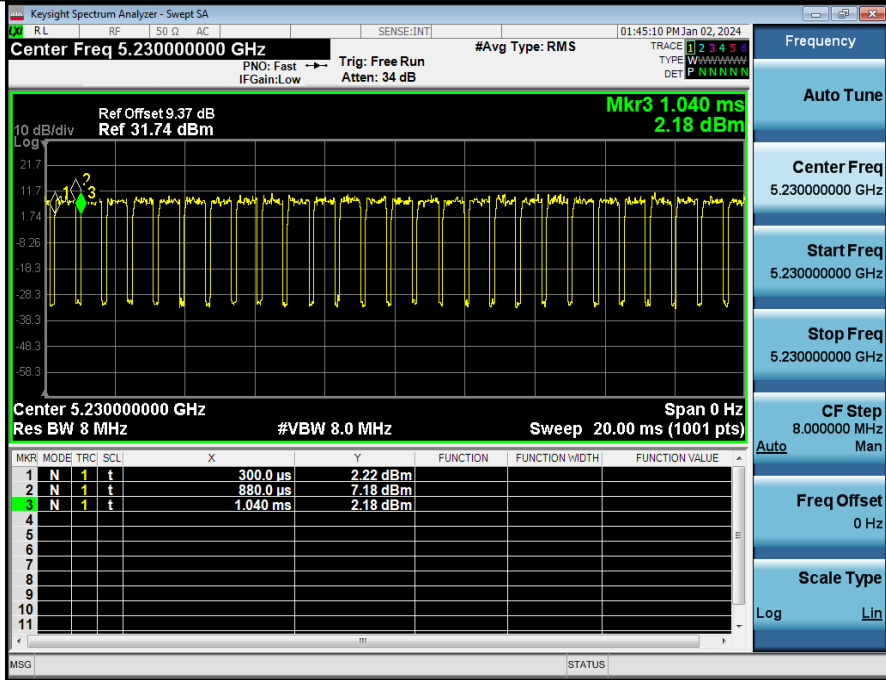 Keysight Spectrum Analyzer - Swept SA
LXI RL RF 50 Ω AC SENSE:INT 01:45:10 PM Jan 02, 2024
Center Freq 5.230000000 GHz #Avg Type: RMS TRACE 1 2 3 4 5 6
PNO: Fast Trig: Free Run TYPE WWWWWW
IFGain:Low Atten: 34 dB DET P N N N N N
Mkr3 1.040 ms
2.18 dBm
Ref Offset 9.37 dB
10 dB/div Ref 31.74 dBm
Log
21.7
11.7
1.74
-8.26
-18.3
-28.3
-38.3
-48.3
-58.3
1
2
3
Center 5.230000000 GHz Span 0 Hz
Res BW 8 MHz #VBW 8.0 MHz Sweep 20.00 ms (1001 pts)
MKR MODE TRC SCL X Y FUNCTION FUNCTION WIDTH FUNCTION VALUE
1 N 1 t 300.0 µs 2.22 dBm
2 N 1 t 880.0 µs 7.18 dBm
3 N 1 t 1.040 ms 2.18 dBm
4
5
6
7
8
9
10
11
MSG STATUS
Frequency
Auto Tune
Center Freq
5.230000000 GHz
Start Freq
5.230000000 GHz
Stop Freq
5.230000000 GHz
CF Step
8.000000 MHz
Auto Man
Freq Offset
0 Hz
Scale Type
Log Lin